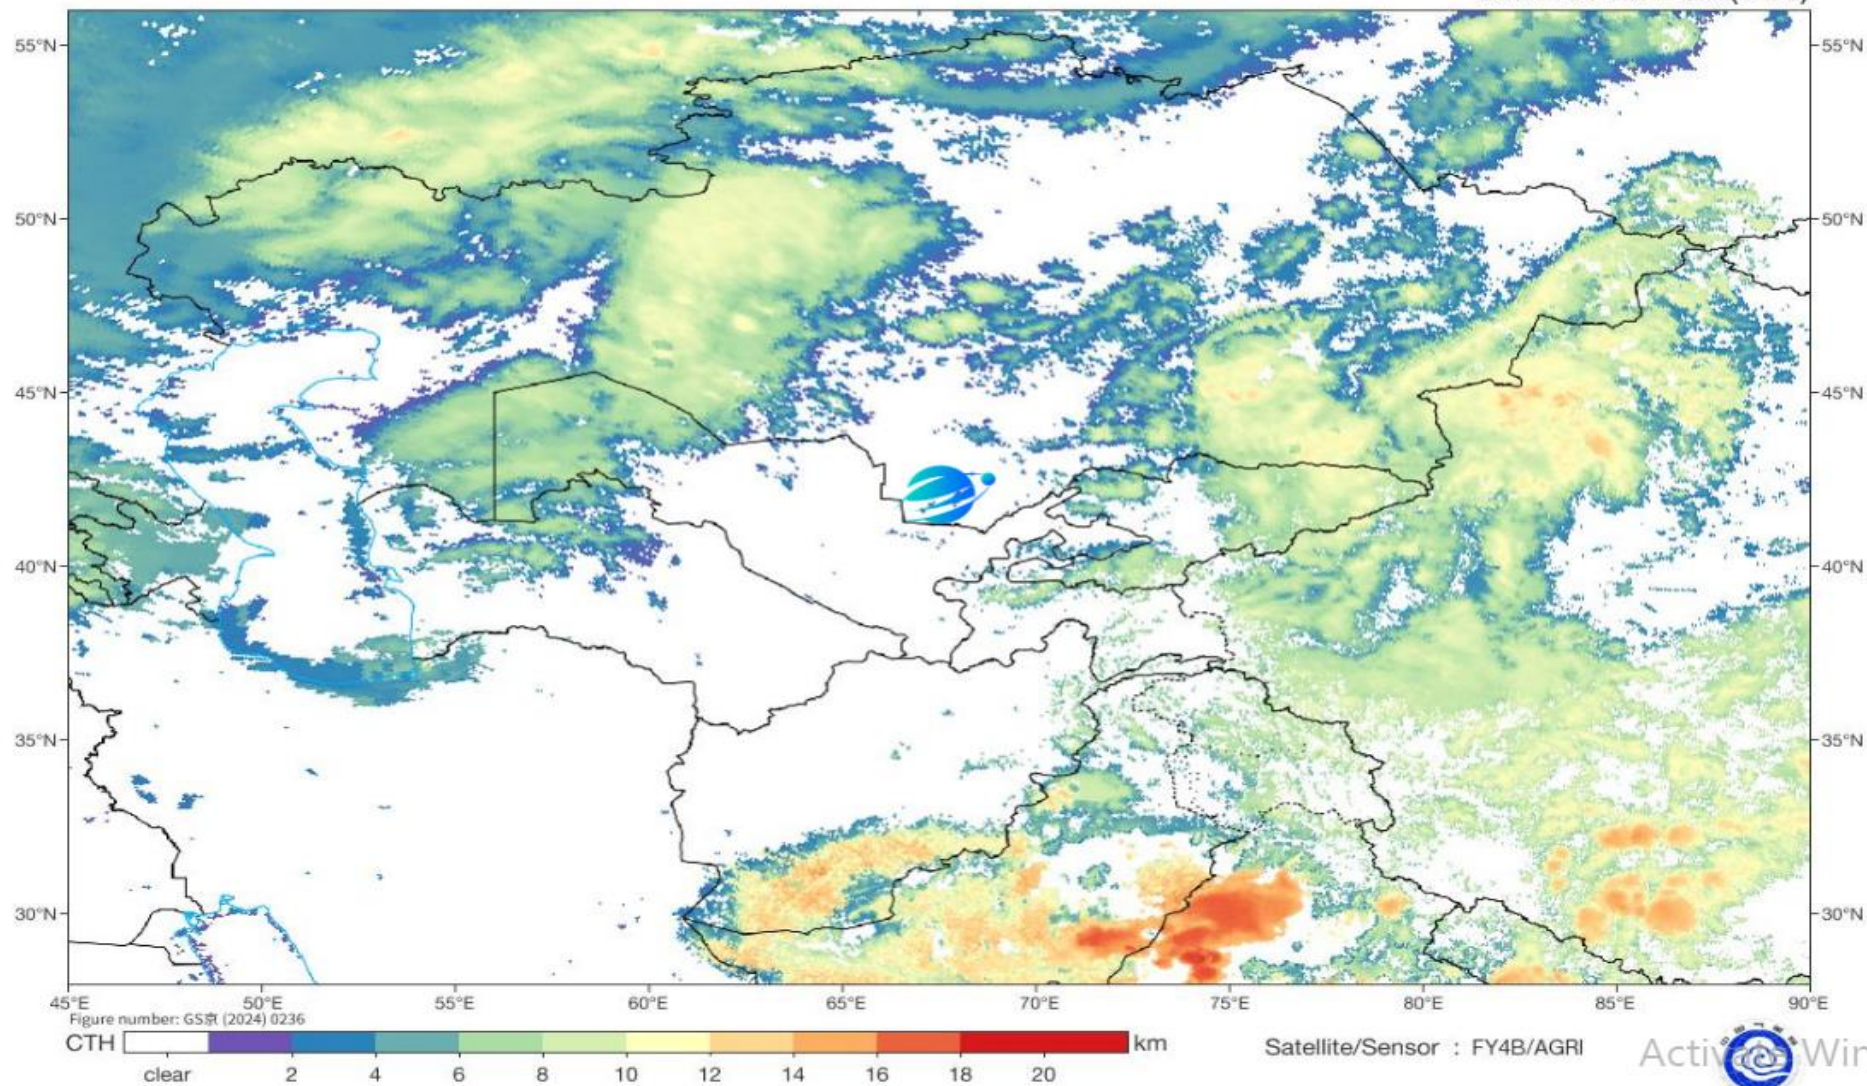 55°N 55°N
50°N 50°N
45°N 45°N
40°N 40°N
35°N 35°N
30°N 30°N
45°E 50°E 55°E 60°E 65°E 70°E 75°E 80°E 85°E 90°E
Figure number: GS京 (2024) 0236
CTH km
clear 2 4 6 8 10 12 14 16 18 20
Satellite/Sensor : FY4B/AGRI